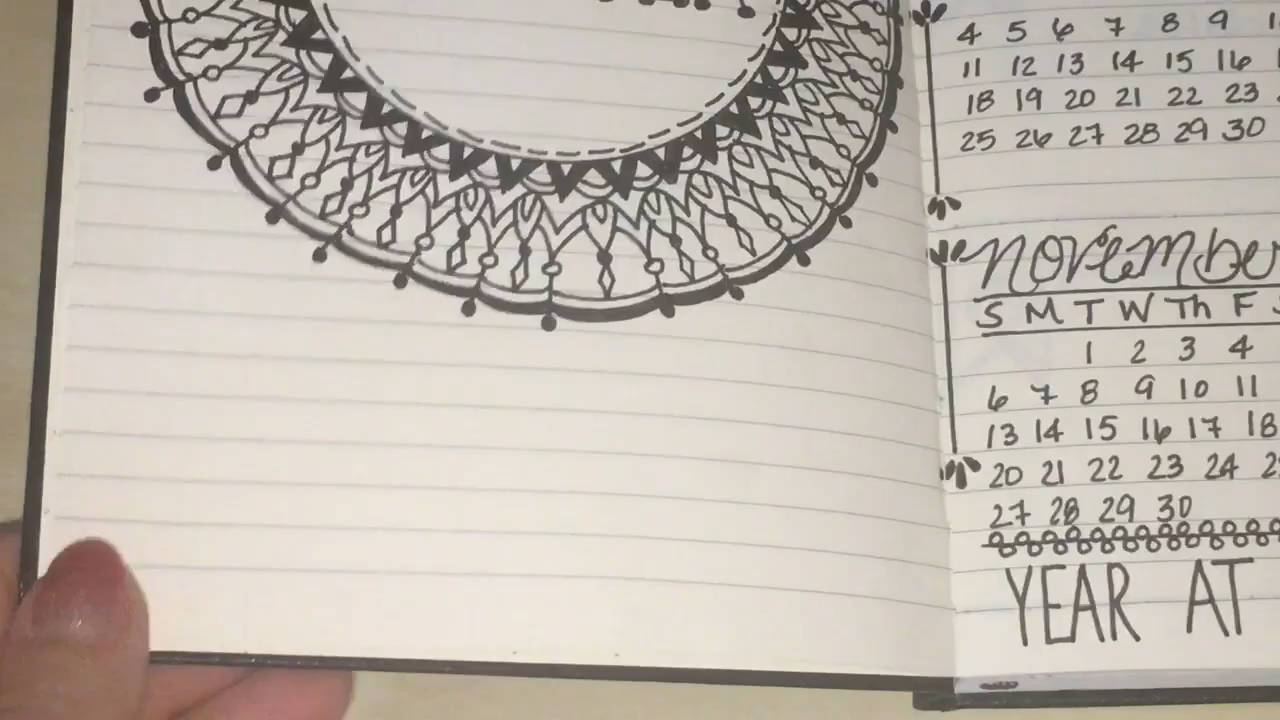 4 5 6 7 8 9
11 12 13 14 15 16
18 19 20 21 22 23
25 26 27 28 29 30
november
S M T W Th F
1 2 3 4
6 7 8 9 10 11
13 14 15 16 17 18
20 21 22 23 24
27 28 29 30
YEAR AT